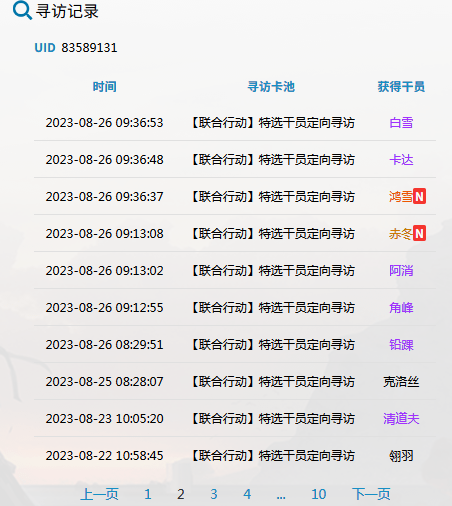 寻访记录
UID 83589131
时间 寻访卡池 获得干员
2023-08-26 09:36:53 【联合行动】特选干员定向寻访 白雪
2023-08-26 09:36:48 【联合行动】特选干员定向寻访 卡达
2023-08-26 09:36:37 【联合行动】特选干员定向寻访 鸿雪 N
2023-08-26 09:13:08 【联合行动】特选干员定向寻访 赤冬 N
2023-08-26 09:13:02 【联合行动】特选干员定向寻访 阿消
2023-08-26 09:12:55 【联合行动】特选干员定向寻访 角峰
2023-08-26 08:29:51 【联合行动】特选干员定向寻访 铅踝
2023-08-25 08:28:07 【联合行动】特选干员定向寻访 克洛丝
2023-08-23 10:05:20 【联合行动】特选干员定向寻访 清道夫
2023-08-22 10:58:45 【联合行动】特选干员定向寻访 翎羽
上一页 1 2 3 4 ... 10 下一页